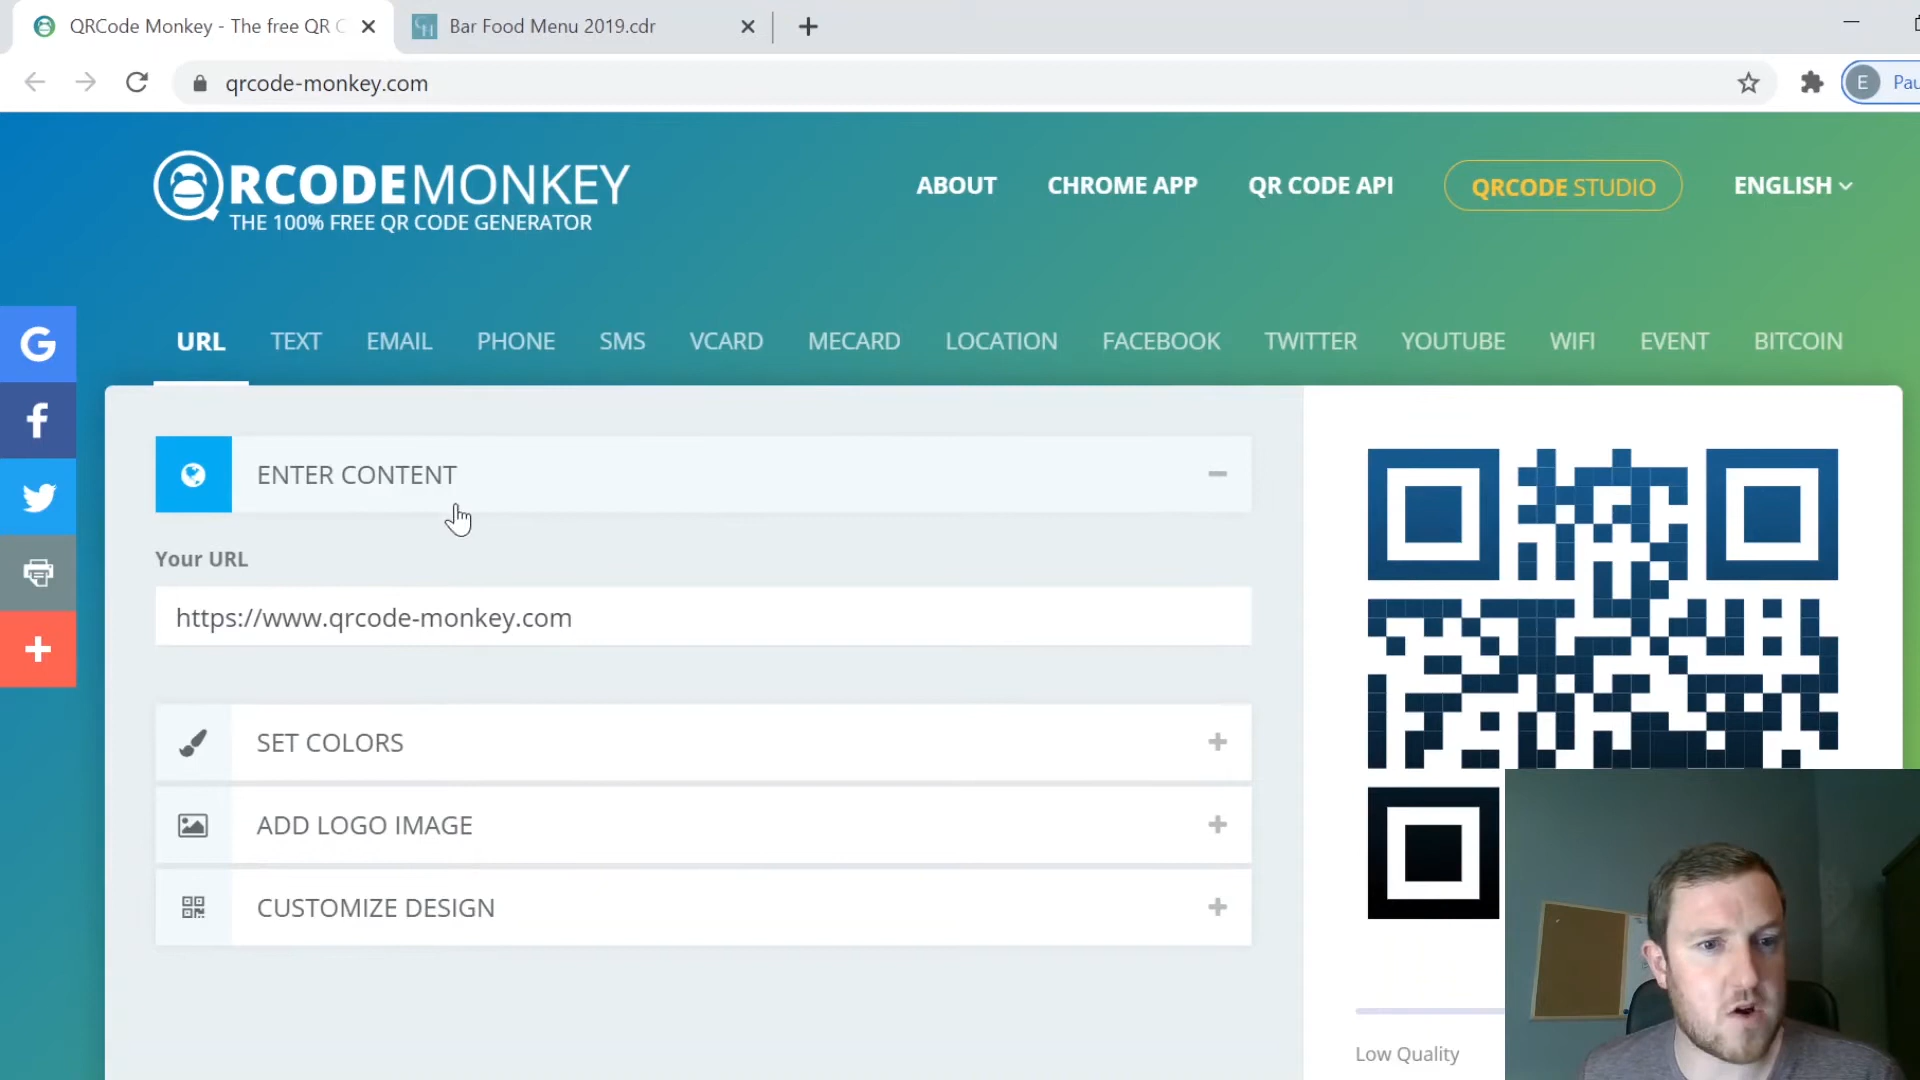 QRCode Monkey - The free QR C
Bar Food Menu 2019.cdr
qrcode-monkey.com
E Pau
QRCODEMONKEY
THE 100% FREE QR CODE GENERATOR
ABOUT CHROME APP QR CODE API QRCODE STUDIO ENGLISH
URL TEXT EMAIL PHONE SMS VCARD MECARD LOCATION FACEBOOK TWITTER YOUTUBE WIFI EVENT BITCOIN
ENTER CONTENT
Your URL
https://www.qrcode-monkey.com
SET COLORS
ADD LOGO IMAGE
CUSTOMIZE DESIGN
Low Quality